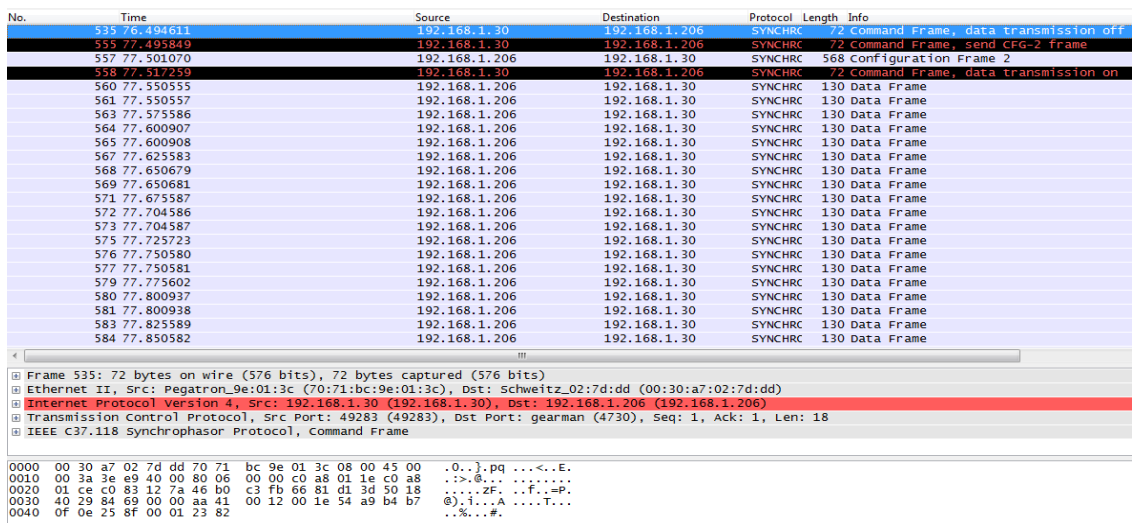 No. Time Source Destination Protocol Length Info
535 76.494611 192.168.1.30 192.168.1.206 SYNCHRC 72 Command Frame, data transmission off
555 77.495849 192.168.1.30 192.168.1.206 SYNCHRC 72 Command Frame, send CFG-2 frame
557 77.501070 192.168.1.206 192.168.1.30 SYNCHRC 568 Configuration Frame 2
558 77.517259 192.168.1.30 192.168.1.206 SYNCHRC 72 Command Frame, data transmission on
560 77.550555 192.168.1.206 192.168.1.30 SYNCHRC 130 Data Frame
561 77.550557 192.168.1.206 192.168.1.30 SYNCHRC 130 Data Frame
563 77.575586 192.168.1.206 192.168.1.30 SYNCHRC 130 Data Frame
564 77.600907 192.168.1.206 192.168.1.30 SYNCHRC 130 Data Frame
565 77.600908 192.168.1.206 192.168.1.30 SYNCHRC 130 Data Frame
567 77.625583 192.168.1.206 192.168.1.30 SYNCHRC 130 Data Frame
568 77.650679 192.168.1.206 192.168.1.30 SYNCHRC 130 Data Frame
569 77.650681 192.168.1.206 192.168.1.30 SYNCHRC 130 Data Frame
571 77.675587 192.168.1.206 192.168.1.30 SYNCHRC 130 Data Frame
572 77.704586 192.168.1.206 192.168.1.30 SYNCHRC 130 Data Frame
573 77.704587 192.168.1.206 192.168.1.30 SYNCHRC 130 Data Frame
575 77.725723 192.168.1.206 192.168.1.30 SYNCHRC 130 Data Frame
576 77.750580 192.168.1.206 192.168.1.30 SYNCHRC 130 Data Frame
577 77.750581 192.168.1.206 192.168.1.30 SYNCHRC 130 Data Frame
579 77.775602 192.168.1.206 192.168.1.30 SYNCHRC 130 Data Frame
580 77.800937 192.168.1.206 192.168.1.30 SYNCHRC 130 Data Frame
581 77.800938 192.168.1.206 192.168.1.30 SYNCHRC 130 Data Frame
583 77.825589 192.168.1.206 192.168.1.30 SYNCHRC 130 Data Frame
584 77.850582 192.168.1.206 192.168.1.30 SYNCHRC 130 Data Frame
Frame 535: 72 bytes on wire (576 bits), 72 bytes captured (576 bits)
Ethernet II, Src: Pegatron_9e:01:3c (70:71:bc:9e:01:3c), Dst: Schweitz_02:7d:dd (00:30:a7:02:7d:dd)
Internet Protocol Version 4, Src: 192.168.1.30 (192.168.1.30), Dst: 192.168.1.206 (192.168.1.206)
Transmission Control Protocol, Src Port: 49283 (49283), Dst Port: gearman (4730), Seq: 1, Ack: 1, Len: 18
IEEE C37.118 Synchrophasor Protocol, Command Frame
0000 00 30 a7 02 7d dd 70 71 bc 9e 01 3c 08 00 45 00 .0..}.pq ...<..E.
0010 00 3a 3e e9 40 00 80 06 00 00 c0 a8 01 1e c0 a8 .:>.@... ........
0020 01 ce c0 83 12 7a 46 b0 c3 fb 66 81 d1 3d 50 18 .....zF. ..f..=P.
0030 40 29 84 69 00 00 aa 41 00 12 00 1e 54 a9 b4 b7 @).i...A ....T...
0040 0f 0e 25 8f 00 01 23 82 ..%...#.